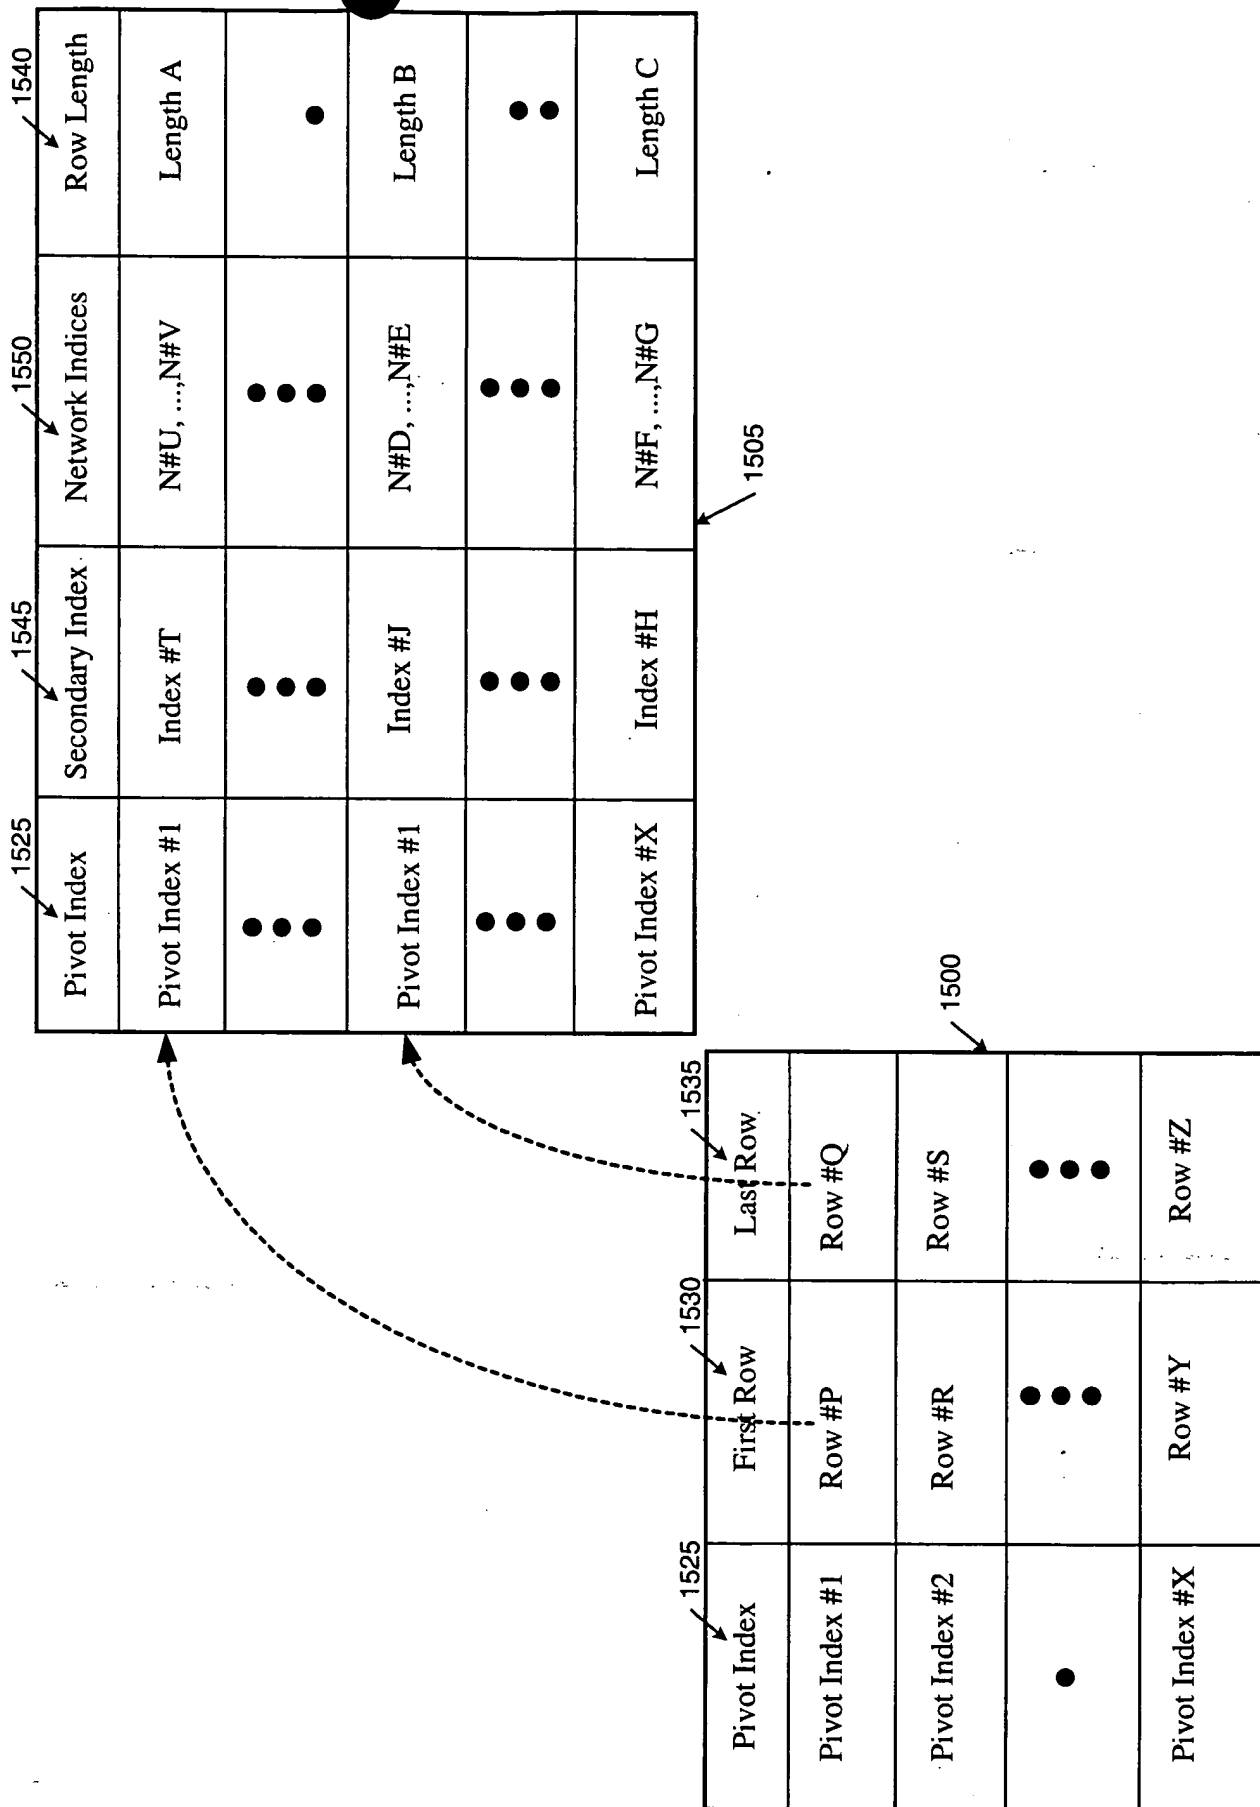 1525
1545
1550
1540
Pivot Index Secondary Index Network Indices Row Length
Pivot Index #1 Index #T N#U, ...,N#V Length A
Pivot Index #1 Index #J N#D, ...,N#E Length B
Pivot Index #X Index #H N#F, ...,N#G Length C
1505
1500
1525
1530
1535
Pivot Index First Row Last Row
Pivot Index #1 Row #P Row #Q
Pivot Index #2 Row #R Row #S
Pivot Index #X Row #Y Row #Z